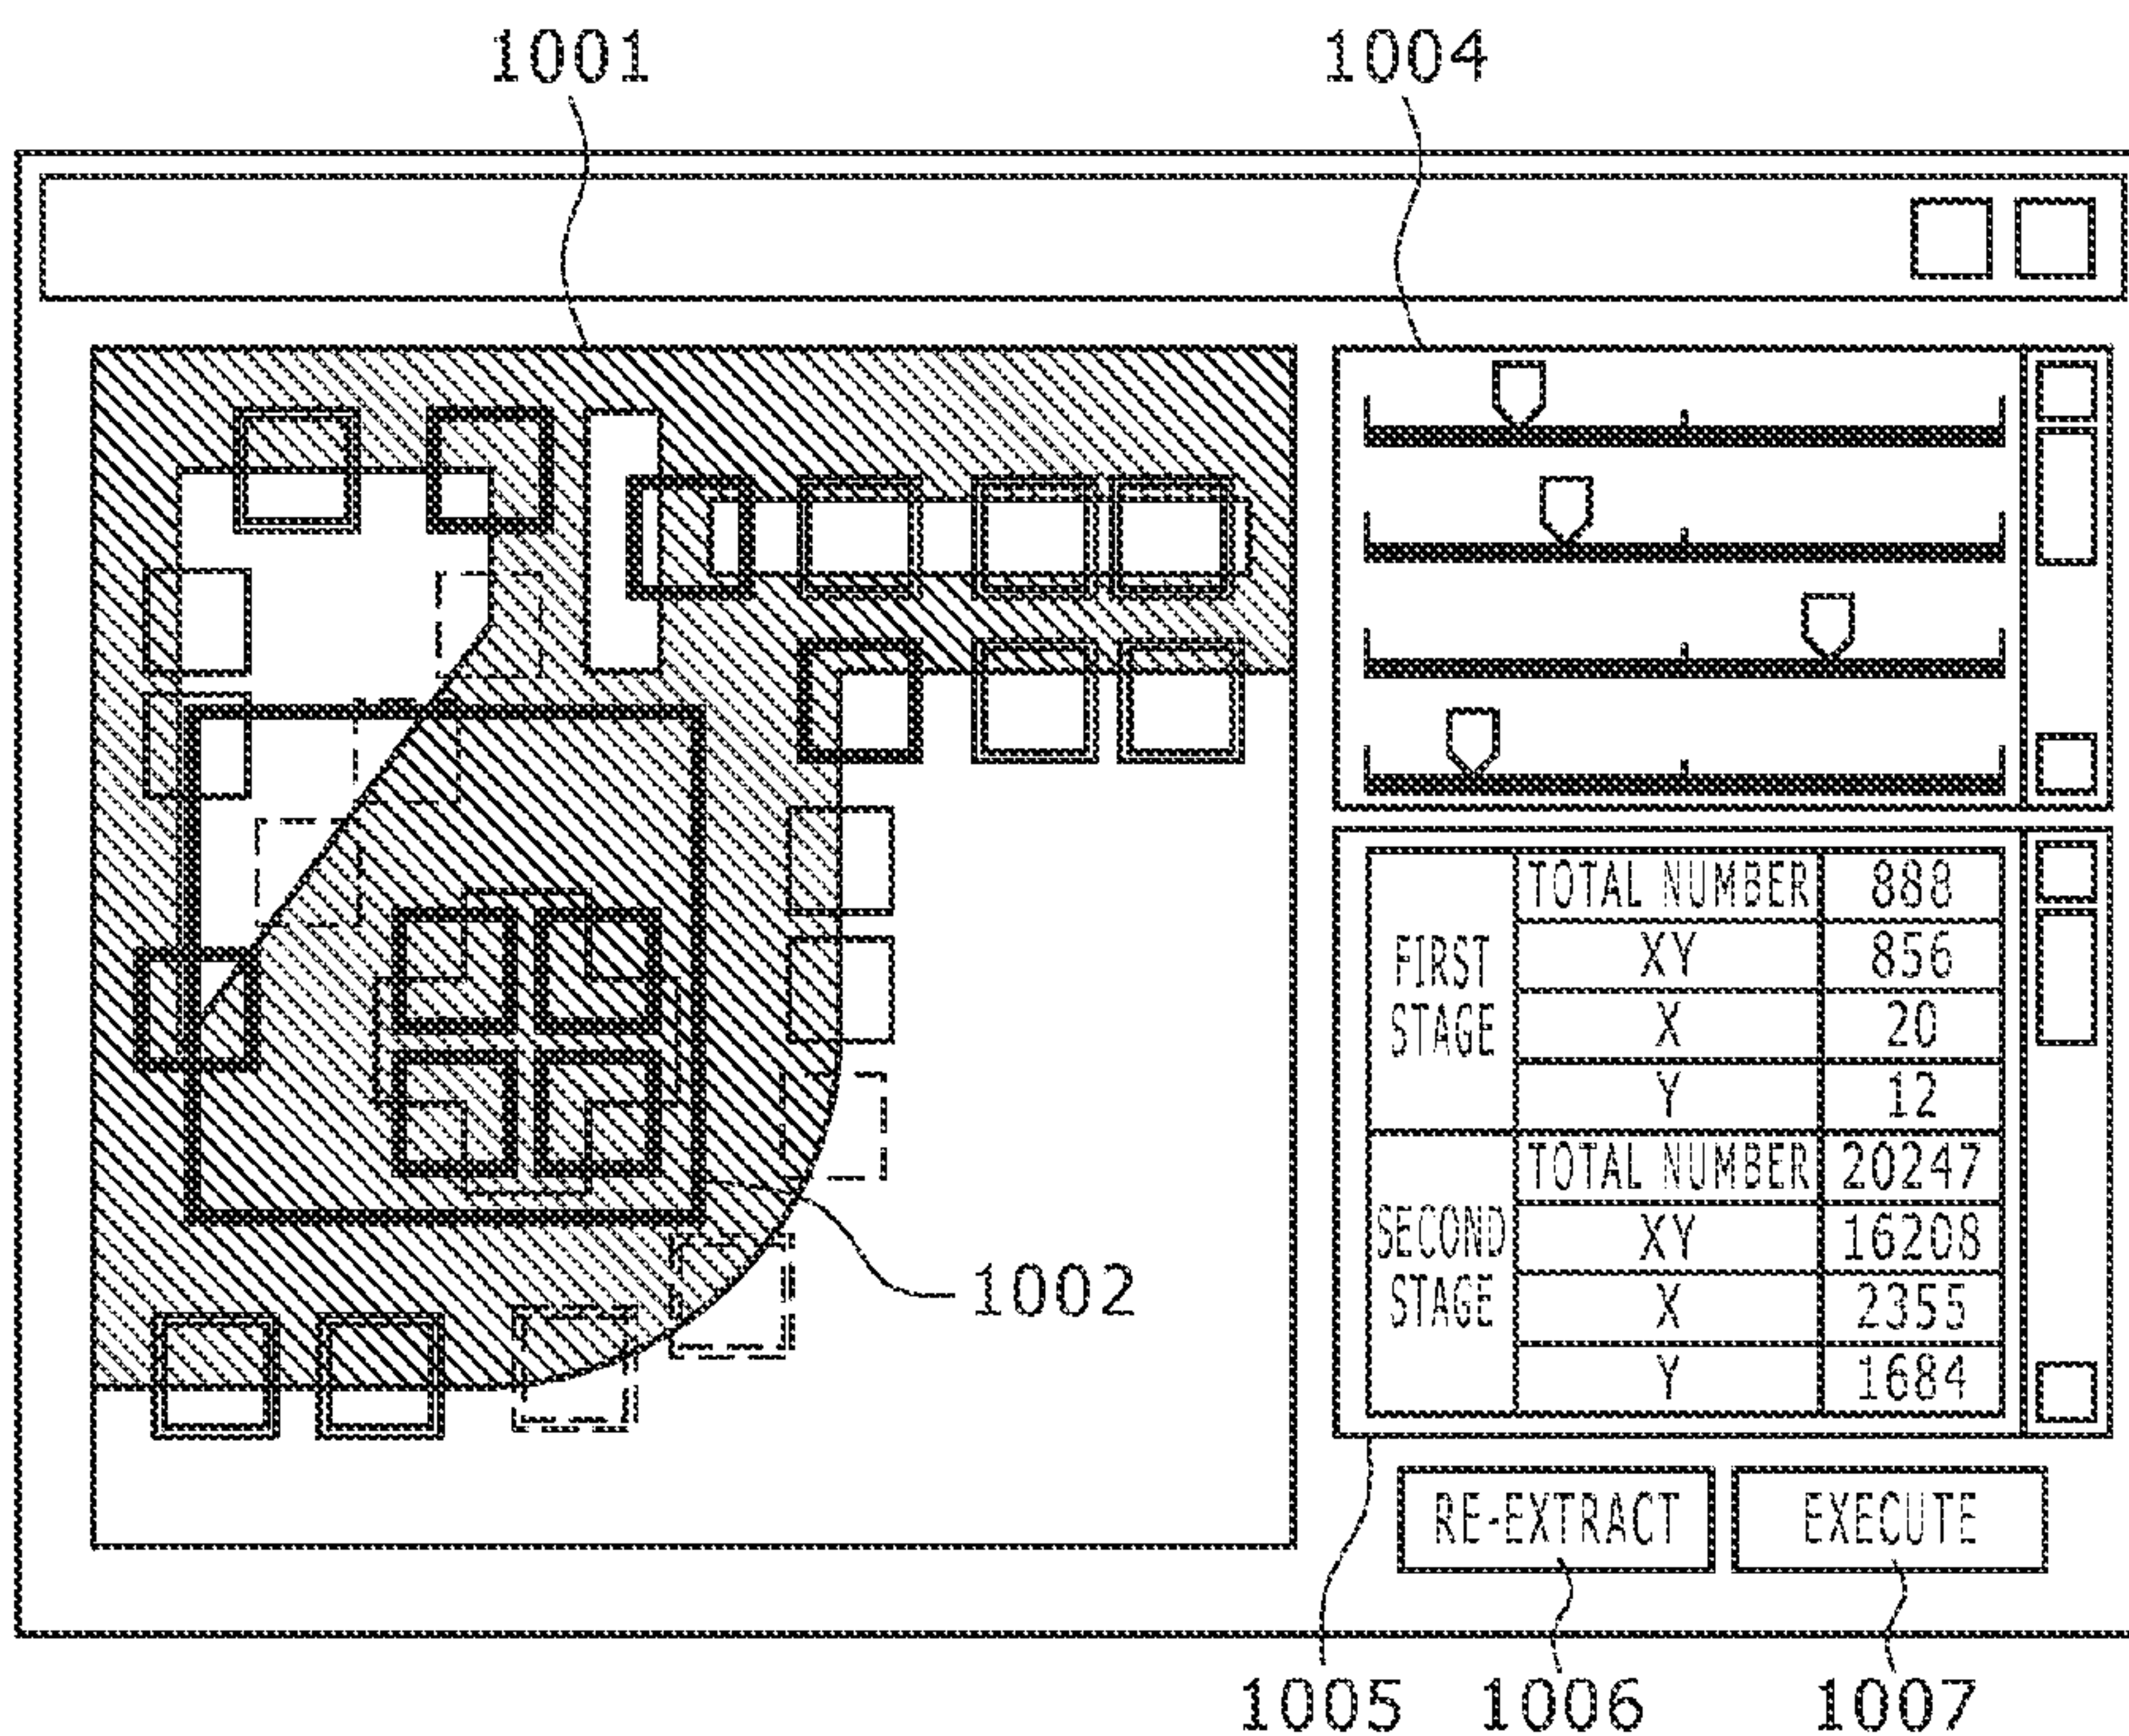 1001
1004
FIRST STAGE
TOTAL NUMBER 888
XY 856
X 20
Y 12
SECOND STAGE
TOTAL NUMBER 20247
XY 16208
X 2355
Y 1684
1002
RE-EXTRACT
EXECUTE
1005
1006
1007